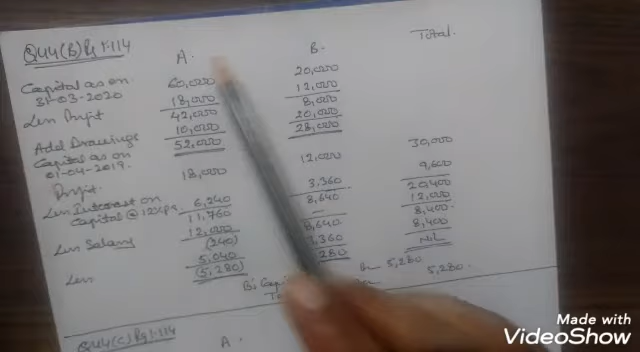 Q44(B) Pg 1.114
A. B. Total.
Capital as on 31-03-2020 60,000 20,000
Less Profit 18,000 12,000
42,000 8,000
Add Drawings 10,000 20,000
Capital as on 01-04-2019. 52,000 28,000
Profit 18,000 12,000 30,000
Less Interest on Capital @ 12% p.a 6,240 3,360 9,600
11,760 8,640 20,400
Less Salary 12,000 — 12,000
(240) 8,640 8,400
Less 5,040 3,360 8,400
(5,280) 280 Nil
B's Capi 5,280
To 5,280
Q44(C) Pg 1.114
A.
Made with
VideoShow